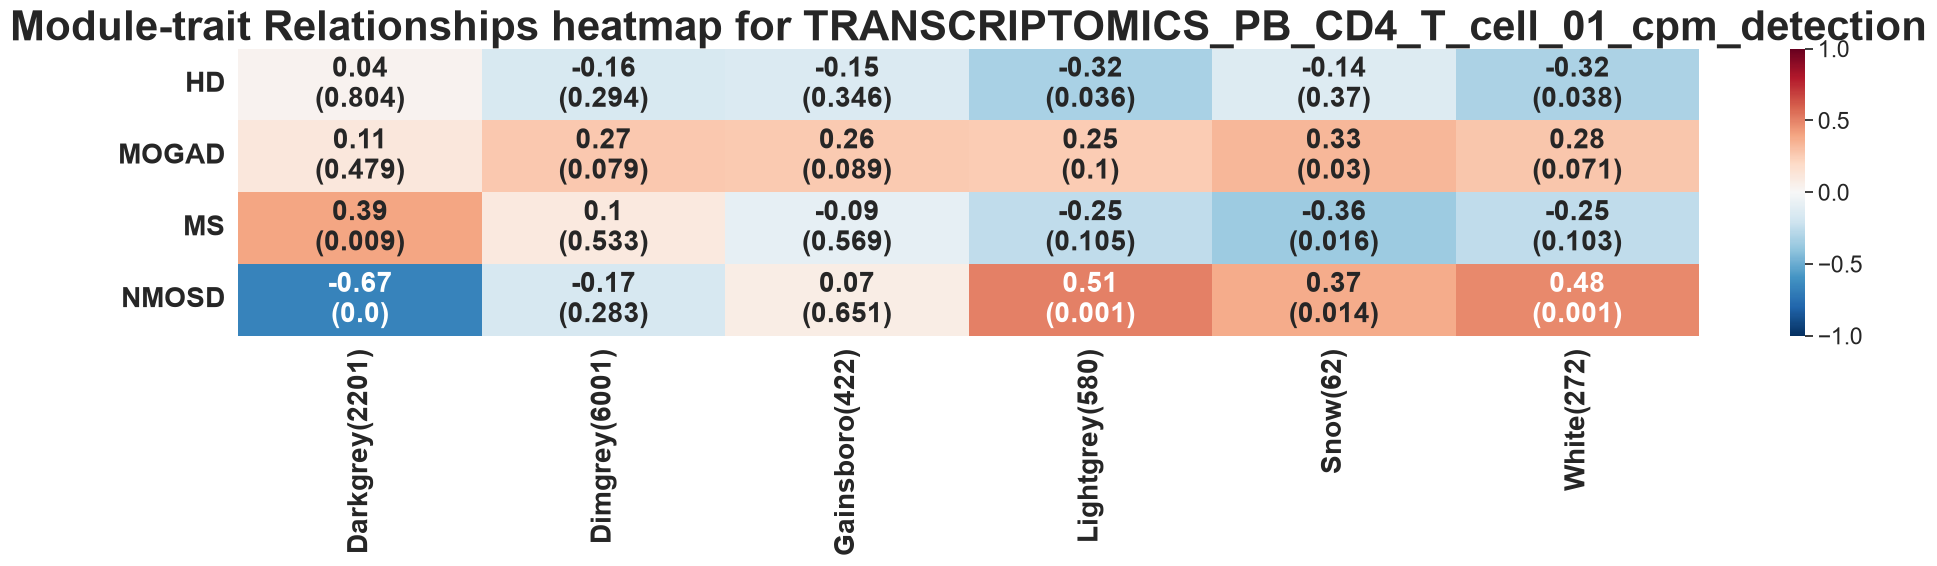 Module-trait Relationships heatmap for TRANSCRIPTOMICS_PB_CD4_T_cell_01_cpm_detection
HD
0.04 -0.16 -0.15 -0.32 -0.14 -0.32
(0.804) (0.294) (0.346) (0.036) (0.37) (0.038)
MOGAD
0.11 0.27 0.26 0.25 0.33 0.28
(0.479) (0.079) (0.089) (0.1) (0.03) (0.071)
MS
0.39 0.1 -0.09 -0.25 -0.36 -0.25
(0.009) (0.533) (0.569) (0.105) (0.016) (0.103)
NMOSD
-0.67 -0.17 0.07 0.51 0.37 0.48
(0.0) (0.283) (0.651) (0.001) (0.014) (0.001)
Darkgrey(2201)
Dimgrey(6001)
Gainsboro(422)
Lightgrey(580)
Snow(62)
White(272)
1.0
0.5
0.0
−0.5
−1.0